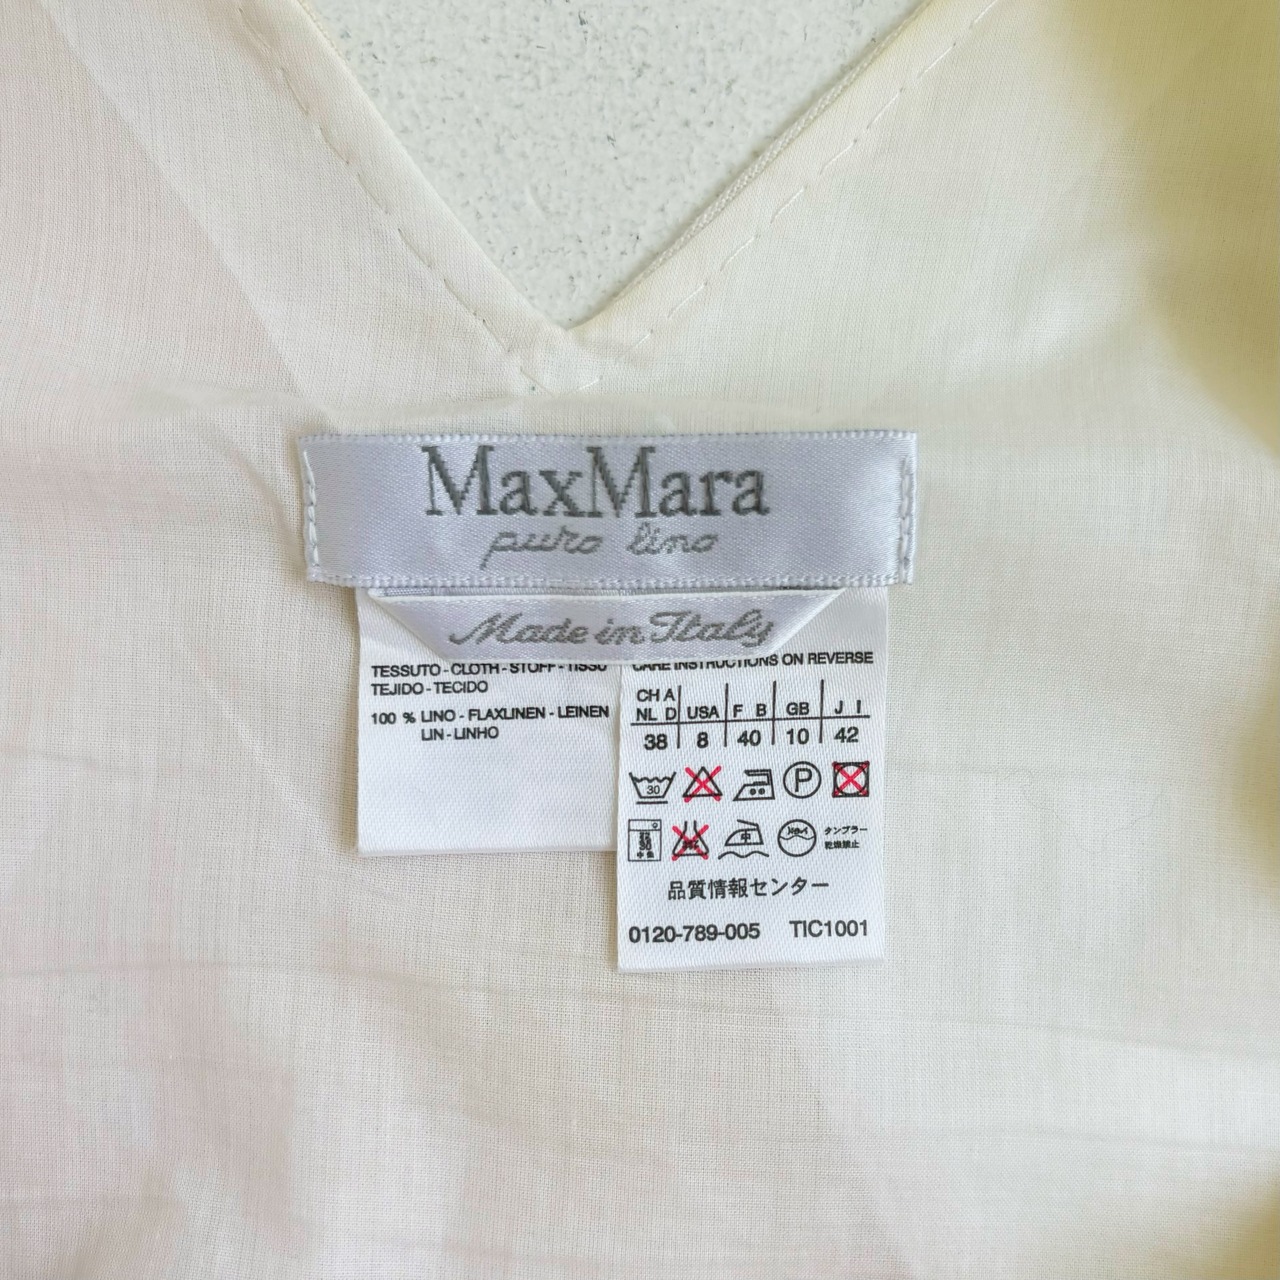 MaxMara
puro lino
Made in Italy
TESSUTO - CLOTH - STOFF - TISSU
TEJIDO - TECIDO
100 % LINO - FLAXLINEN - LEINEN
LIN - LINHO
CARE INSTRUCTIONS ON REVERSE
CH A
NL D USA F B GB J I
38 8 40 10 42
30 P
中
タンブラー
乾燥禁止
品質情報センター
0120-789-005 TIC1001